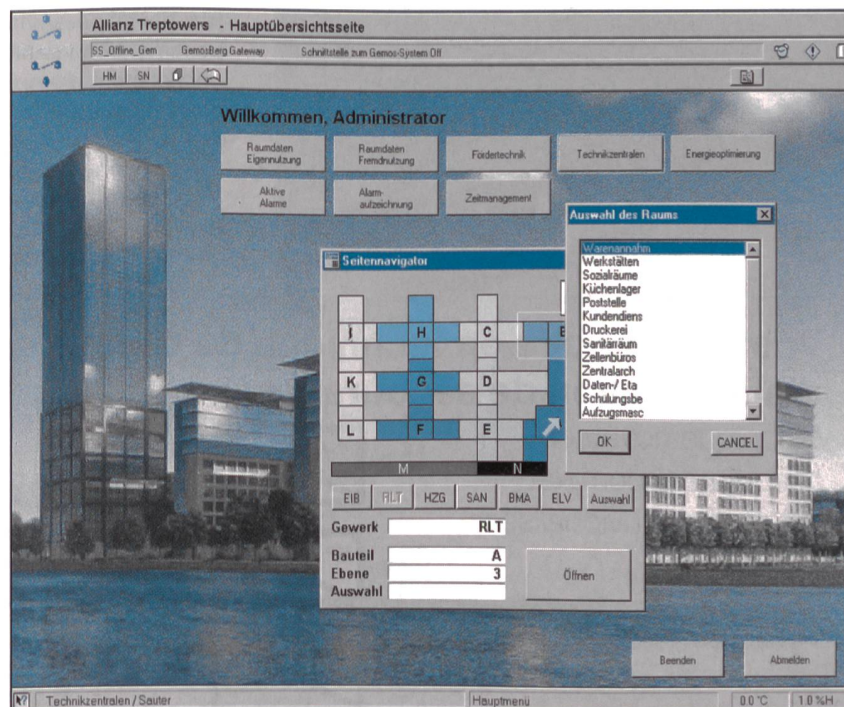 Allianz Treptowers - Hauptübersichtsseite
SS_Offline_Gem GemosBerg Gateway Schnittstelle zum Gemos-System Off
HM SN
Willkommen, Administrator
Raumdaten
Eigennutzung
Raumdaten
Fremdnutzung
Fördertechnik
Technikzentralen
Energieoptimierung
Aktive
Alarme
Alarm-
aufzeichnung
Zeitmanagement
Auswahl des Raums
Warenannahm
Werkstätten
Sozialräume
Küchenlager
Poststelle
Kundendiens
Druckerei
Sanitärräum
Zellenbüros
Zentralarch
Daten-/ Eta
Schulungsbe
Aufzugsmasc
OK CANCEL
Seitennavigator
H C
K G D
L F E
M N
EIB RLT HZG SAN BMA ELV Auswahl
Gewerk RLT
Bauteil A
Ebene 3
Auswahl
Öffnen
Beenden Abmelden
Technikzentralen / Sauter Hauptmenü 0.0 °C 1.0 %H